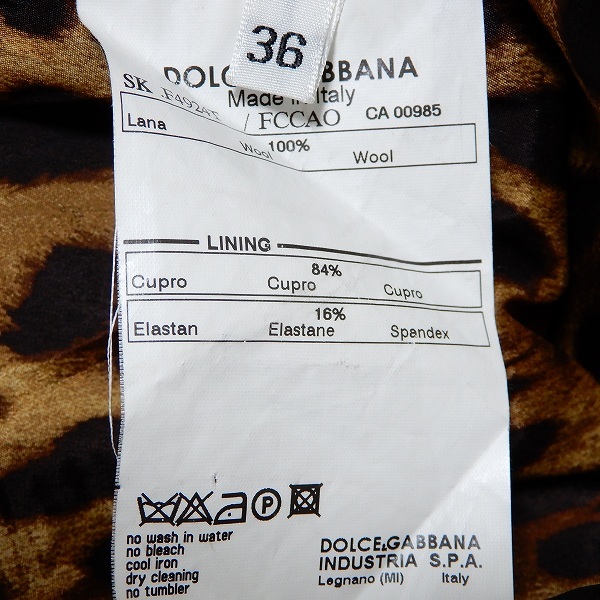 36
DOLCE&GABBANA
Made in Italy
SK F4924T / FCCAO CA 00985
100%
Lana Wool Wool
LINING
84%
Cupro Cupro Cupro
16%
Elastan Elastane Spandex
P
no wash in water
no bleach
cool iron
dry cleaning
no tumbler
DOLCE&GABBANA
INDUSTRIA S.P.A.
Legnano (MI) Italy